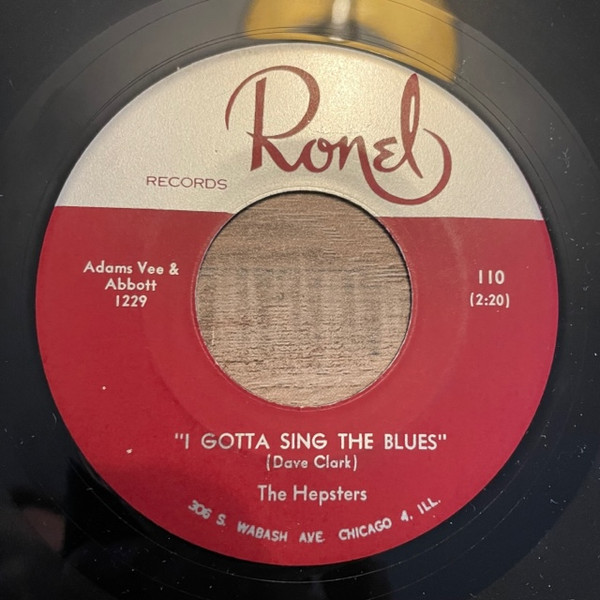 Ronel
RECORDS
Adams Vee &
Abbott
1229
110
(2:20)
"I GOTTA SING THE BLUES"
(Dave Clark)
The Hepsters
306 S. WABASH AVE. CHICAGO 4, ILL.